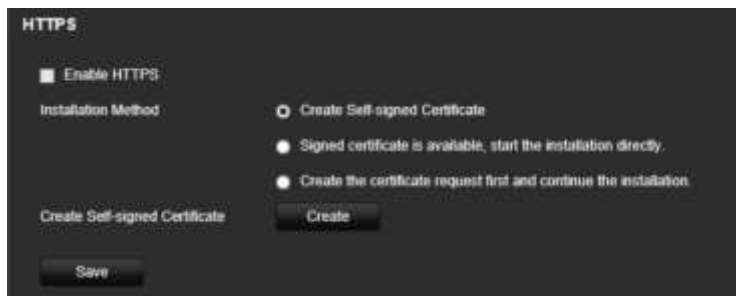 HTTPS
Enable HTTPS
Installation Method
Create Self-signed Certificate
Signed certificate is available, start the installation directly.
Create the certificate request first and continue the installation.
Create Self-signed Certificate
Create
Save